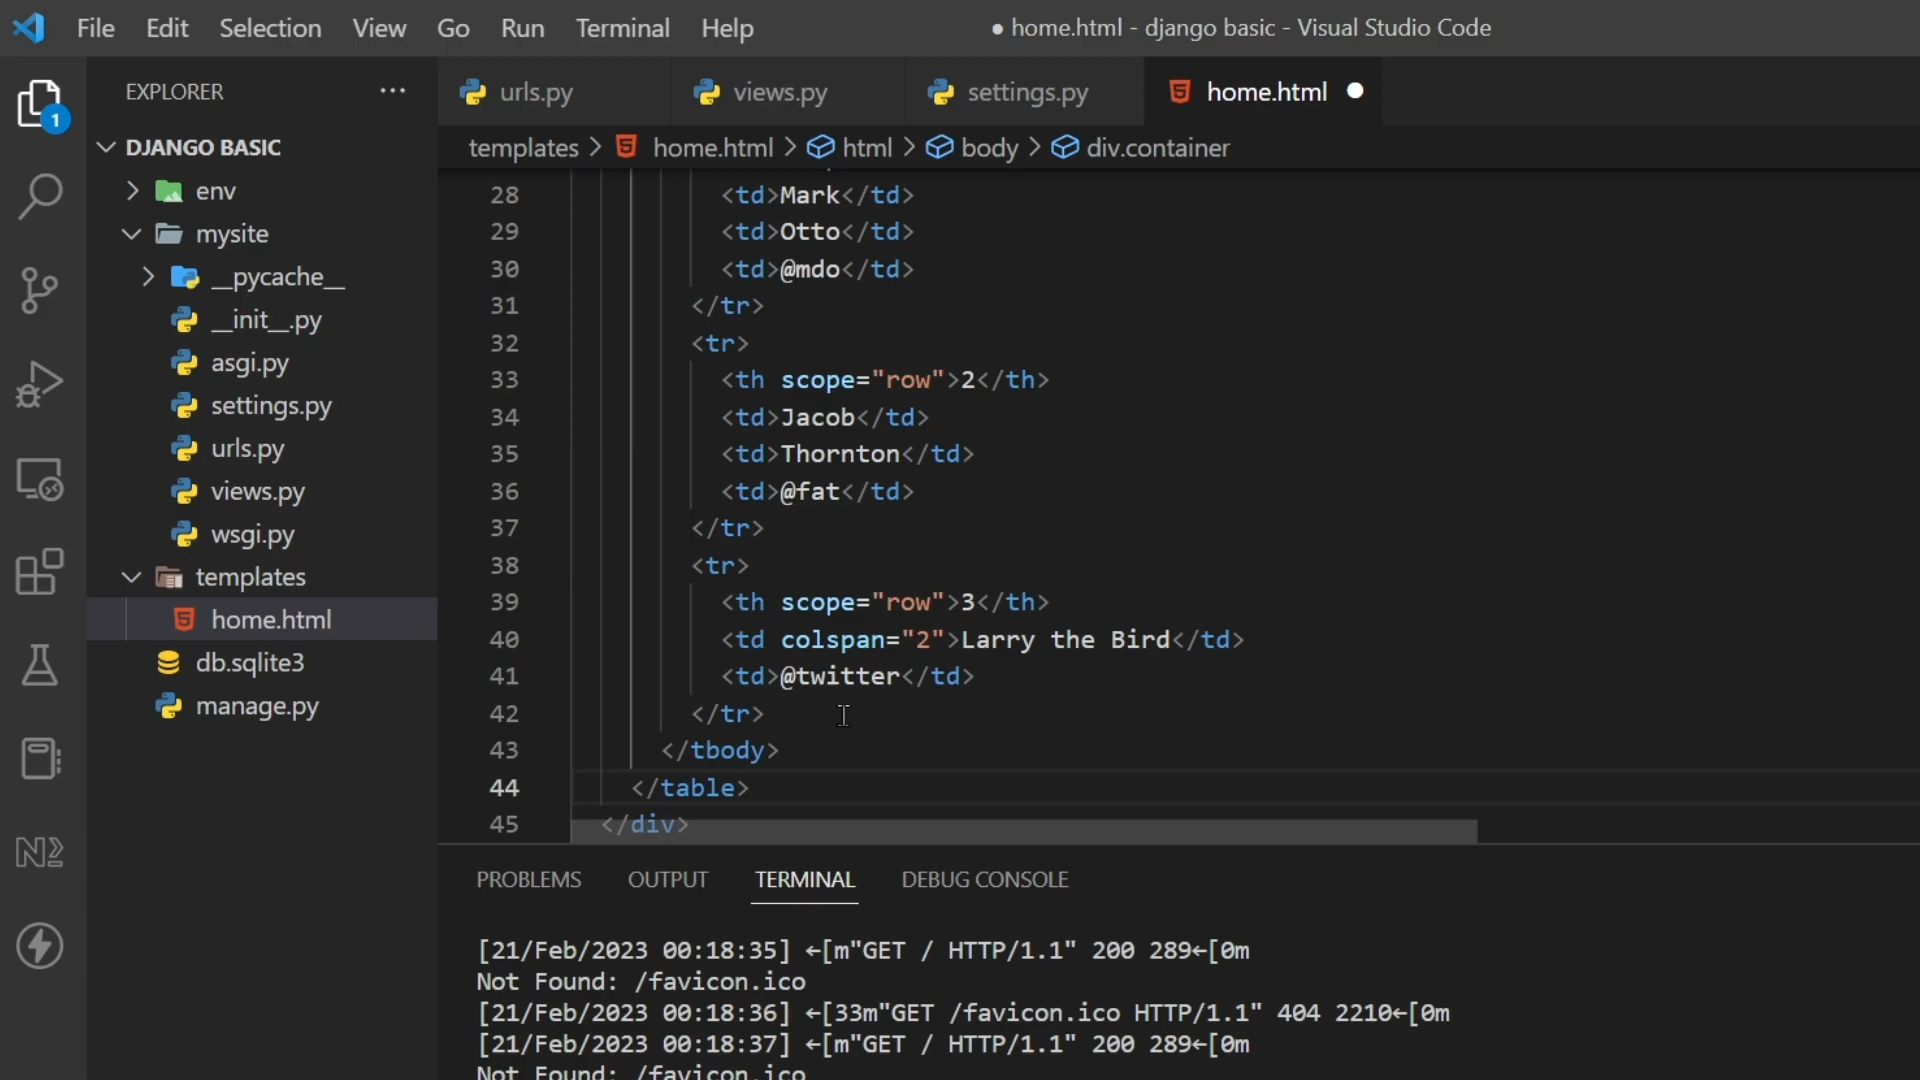 File Edit Selection View Go Run Terminal Help
● home.html - django basic - Visual Studio Code
1
EXPLORER ...
DJANGO BASIC
env
mysite
__pycache__
__init__.py
asgi.py
settings.py
urls.py
views.py
wsgi.py
templates
home.html
db.sqlite3
manage.py
urls.py views.py settings.py home.html ●
templates > home.html > html > body > div.container
28 <td>Mark</td>
29 <td>Otto</td>
30 <td>@mdo</td>
31 </tr>
32 <tr>
33 <th scope="row">2</th>
34 <td>Jacob</td>
35 <td>Thornton</td>
36 <td>@fat</td>
37 </tr>
38 <tr>
39 <th scope="row">3</th>
40 <td colspan="2">Larry the Bird</td>
41 <td>@twitter</td>
42 </tr>
43 </tbody>
44 </table>
45 </div>
PROBLEMS OUTPUT TERMINAL DEBUG CONSOLE
[21/Feb/2023 00:18:35] ←[m"GET / HTTP/1.1" 200 289←[0m
Not Found: /favicon.ico
[21/Feb/2023 00:18:36] ←[33m"GET /favicon.ico HTTP/1.1" 404 2210←[0m
[21/Feb/2023 00:18:37] ←[m"GET / HTTP/1.1" 200 289←[0m
Not Found: /favicon.ico